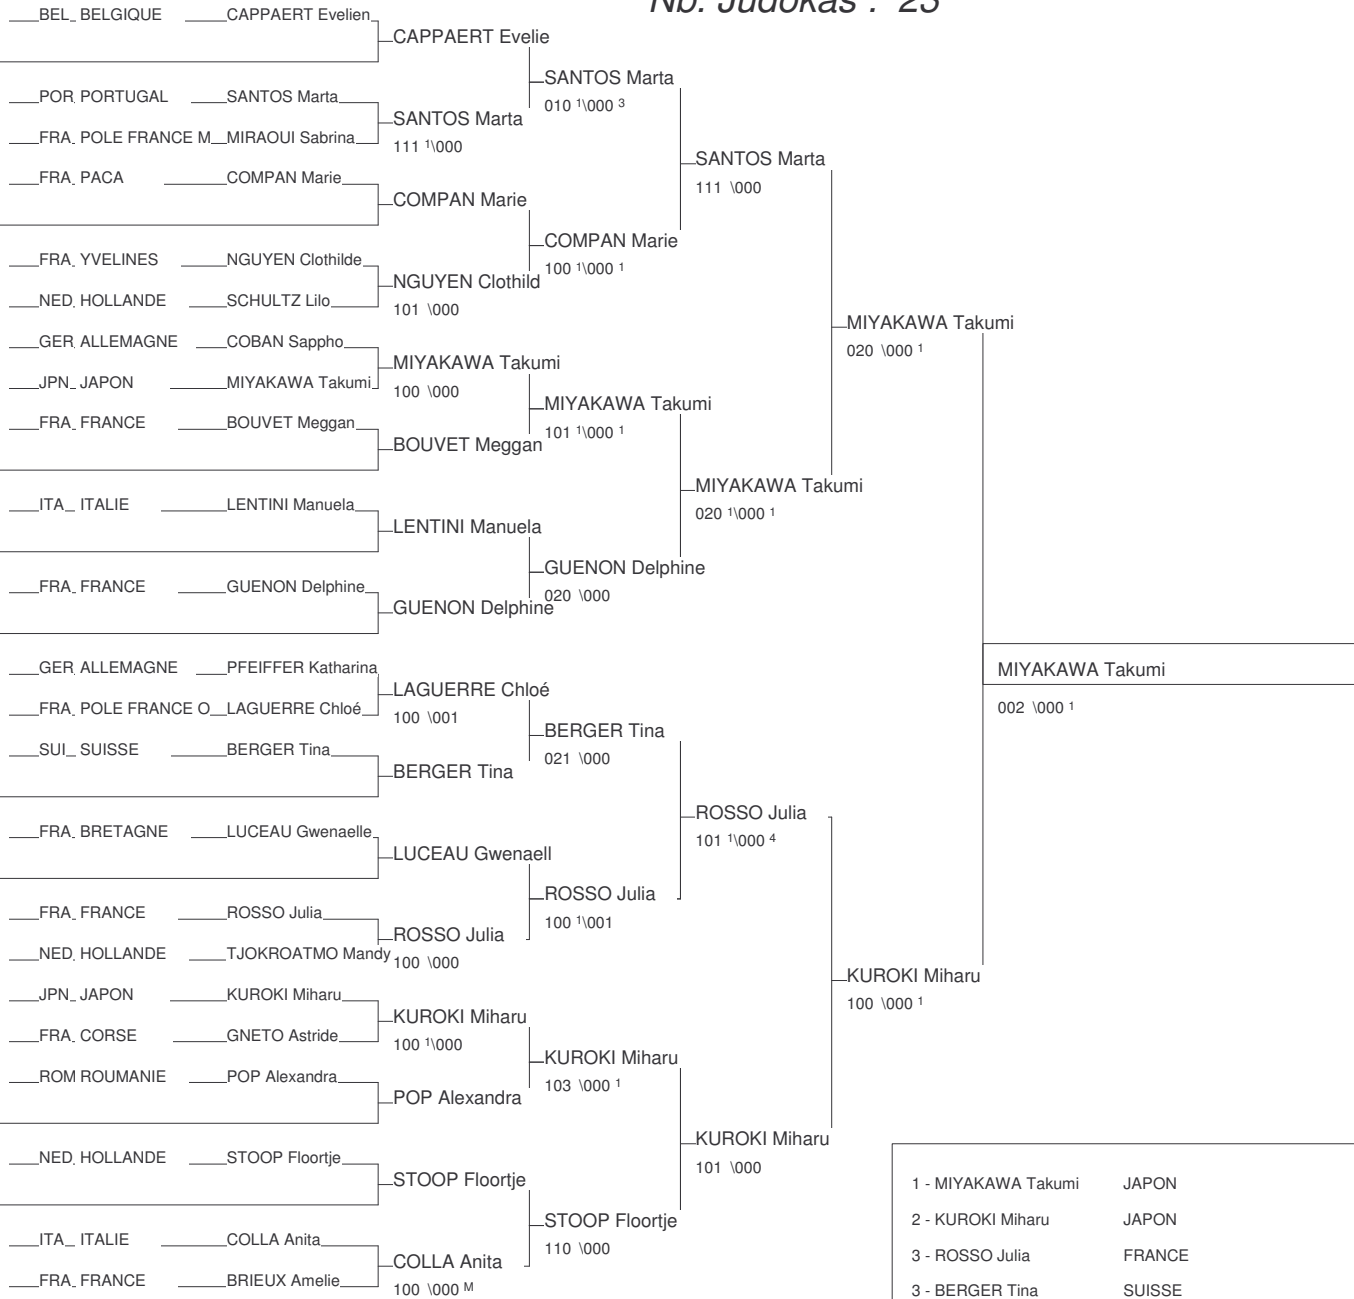 Nb. Judokas : 23
BEL BELGIQUE CAPPAERT Evelien
CAPPAERT Evelie
SANTOS Marta
010 1\000 3
POR PORTUGAL SANTOS Marta
SANTOS Marta
111 1\000
FRA POLE FRANCE M MIRAOUI Sabrina
SANTOS Marta
111 \000
FRA PACA COMPAN Marie
COMPAN Marie
COMPAN Marie
100 1\000 1
FRA YVELINES NGUYEN Clothilde
NGUYEN Clothild
101 \000
NED HOLLANDE SCHULTZ Lilo
MIYAKAWA Takumi
020 \000 1
GER ALLEMAGNE COBAN Sappho
MIYAKAWA Takumi
100 \000
JPN JAPON MIYAKAWA Takumi
MIYAKAWA Takumi
101 1\000 1
FRA FRANCE BOUVET Meggan
BOUVET Meggan
MIYAKAWA Takumi
020 1\000 1
ITA ITALIE LENTINI Manuela
LENTINI Manuela
GUENON Delphine
020 \000
FRA FRANCE GUENON Delphine
GUENON Delphine
GER ALLEMAGNE PFEIFFER Katharina
MIYAKAWA Takumi
002 \000 1
LAGUERRE Chloé
100 \001
FRA POLE FRANCE O LAGUERRE Chloé
BERGER Tina
021 \000
SUI SUISSE BERGER Tina
BERGER Tina
ROSSO Julia
101 1\000 4
FRA BRETAGNE LUCEAU Gwenaelle
LUCEAU Gwenaell
ROSSO Julia
100 1\001
FRA FRANCE ROSSO Julia
ROSSO Julia
100 \000
NED HOLLANDE TJOKROATMO Mandy
KUROKI Miharu
100 \000 1
JPN JAPON KUROKI Miharu
KUROKI Miharu
100 1\000
FRA CORSE GNETO Astride
KUROKI Miharu
103 \000 1
ROM ROUMANIE POP Alexandra
POP Alexandra
KUROKI Miharu
101 \000
NED HOLLANDE STOOP Floortje
STOOP Floortje
STOOP Floortje
110 \000
ITA ITALIE COLLA Anita
COLLA Anita
100 \000 M
FRA FRANCE BRIEUX Amelie
1 - MIYAKAWA Takumi JAPON
2 - KUROKI Miharu JAPON
3 - ROSSO Julia FRANCE
3 - BERGER Tina SUISSE